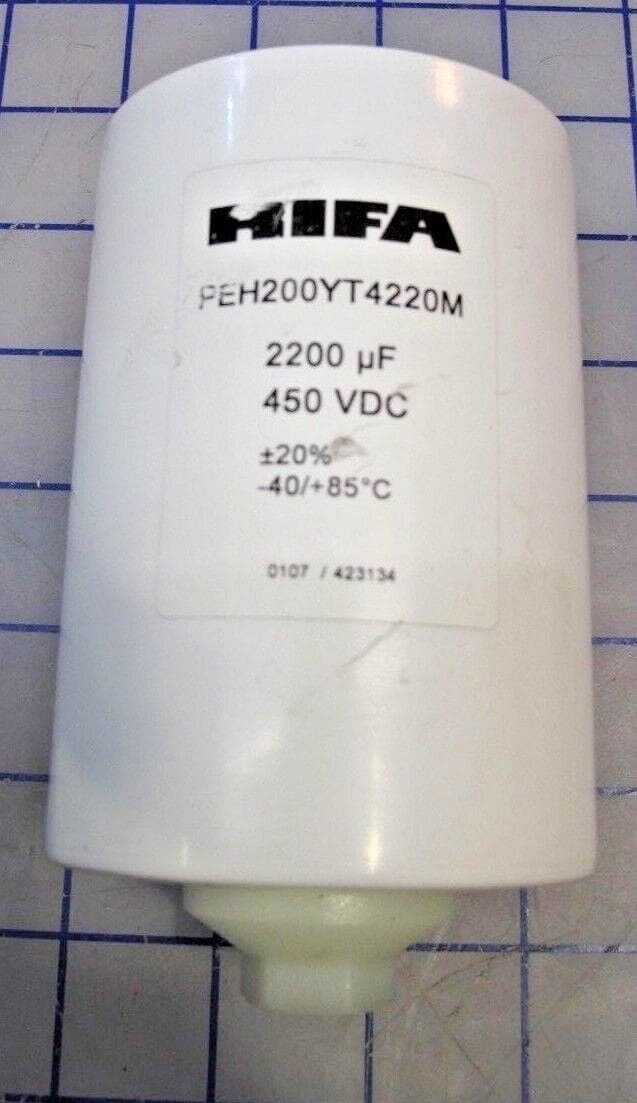 HIFA
PEH200YT4220M
2200 µF
450 VDC
±20%
-40/+85°C
0107 / 423134